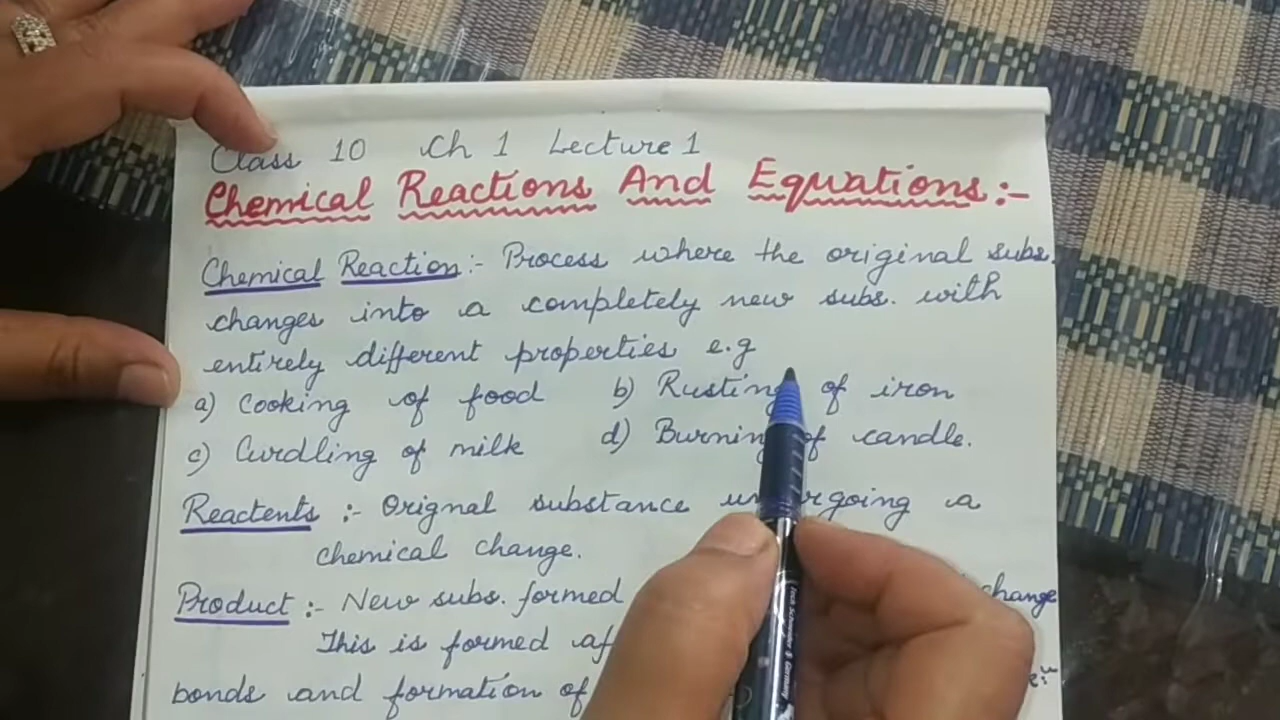 Class 10 Ch 1 Lecture 1
Chemical Reactions And Equations:-
Chemical Reaction:- Process where the original subs.
changes into a completely new subs. with
entirely different properties e.g
a) Cooking of food b) Rusting of iron
c) Curdling of milk d) Burning of candle.
Reactents :- Orignal substance undergoing a
chemical change.
Product :- New subs. formed change
This is formed
bonds and formation of